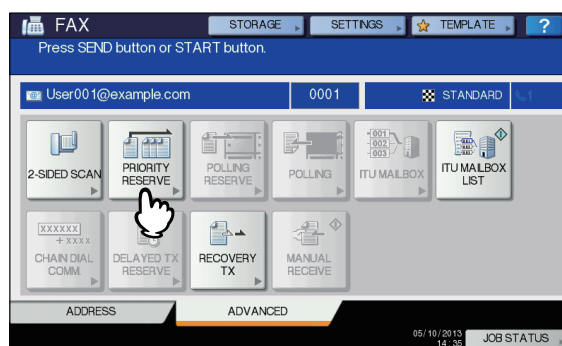 FAX
STORAGE
SETTINGS
TEMPLATE
?
Press SEND button or START button.
User001@example.com
0001
STANDARD
1
2-SIDED SCAN
PRIORITY
RESERVE
POLLING
RESERVE
POLLING
-001
-002
-003
ITU MAILBOX
ITU MAILBOX
LIST
XXXXXX
+ xxxx
CHAIN DIAL
COMM.
DELAYED TX
RESERVE
RECOVERY
TX
MANUAL
RECEIVE
ADDRESS
ADVANCED
05/10/2013
14:35
JOB STATUS